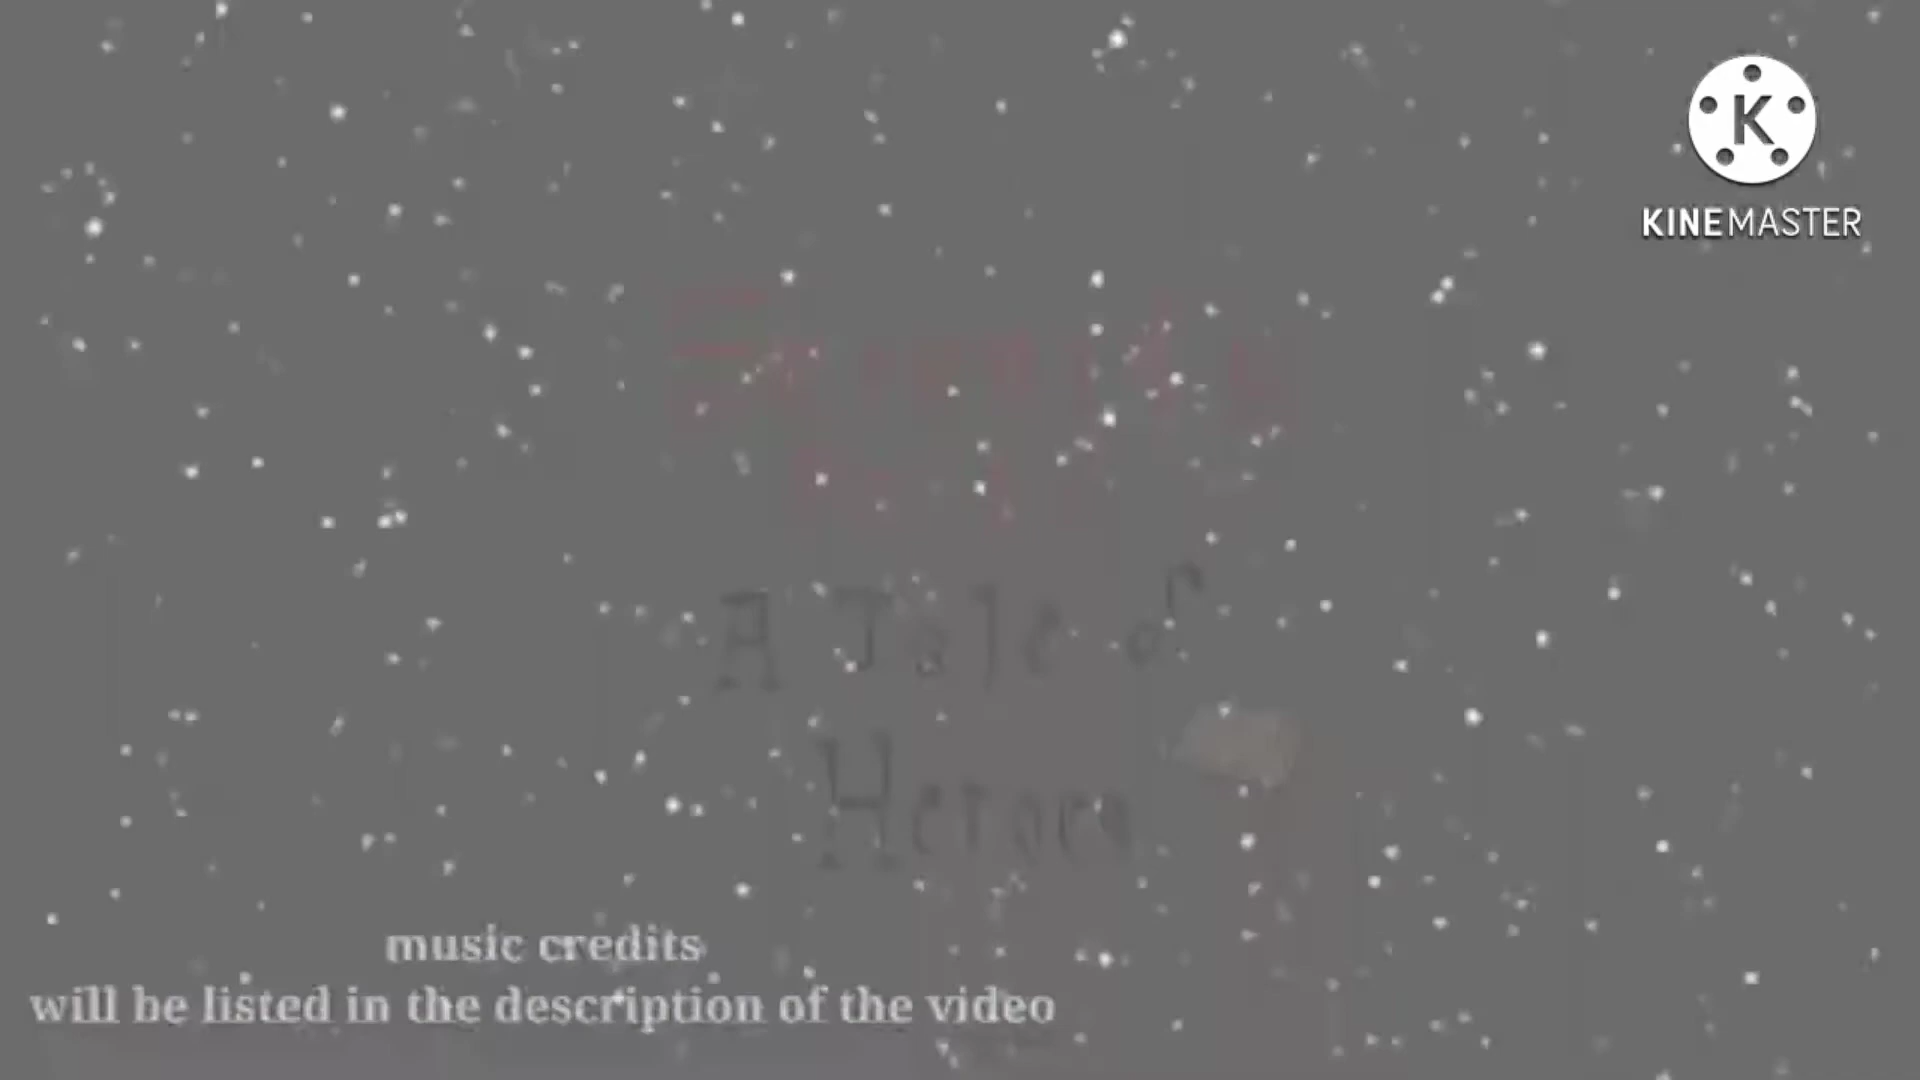 KINEMASTER
A Tale of
Heroes
music credits
will be listed in the description of the video